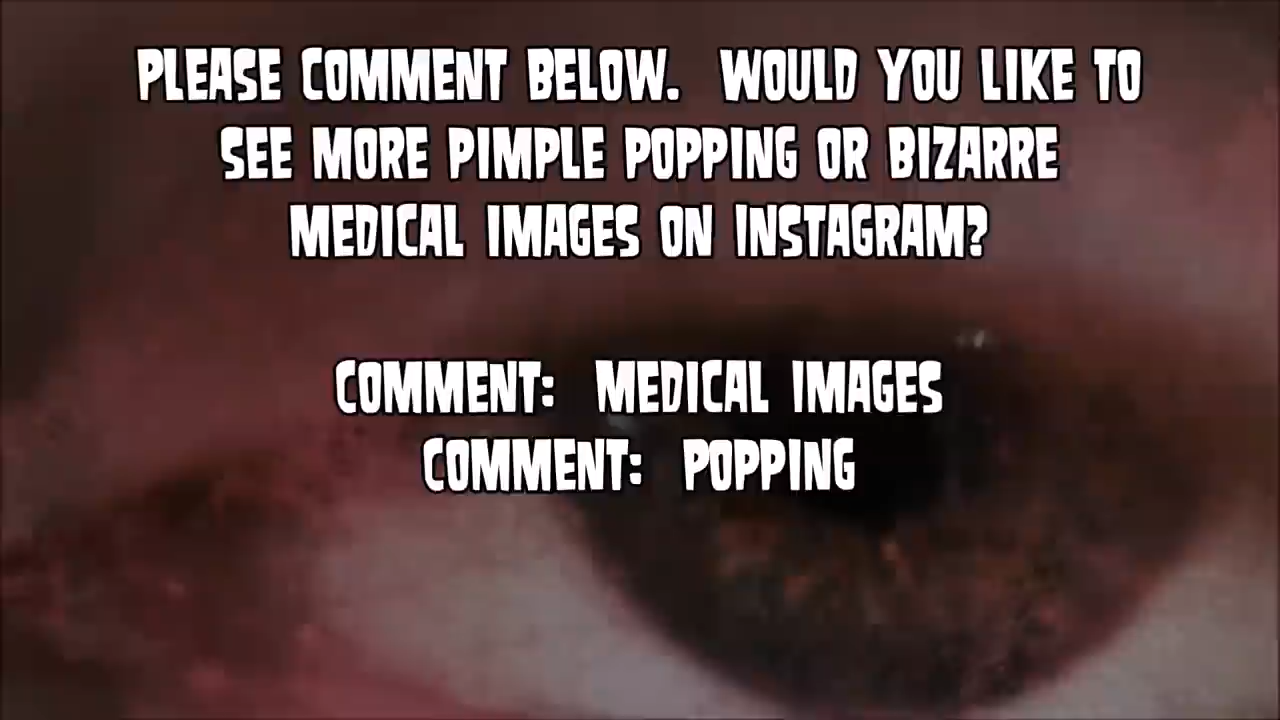 PLEASE COMMENT BELOW. WOULD YOU LIKE TO
SEE MORE PIMPLE POPPING OR BIZARRE
MEDICAL IMAGES ON INSTAGRAM?
COMMENT: MEDICAL IMAGES
COMMENT: POPPING